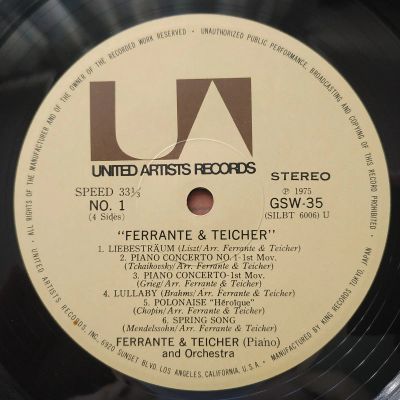 ALL RIGHTS OF THE MANUFACTURER AND OF THE OWNER OF THE RECORDED WORK RESERVED • UNAUTHORIZED PUBLIC PERFORMANCE, BROADCASTING AND COPYING OF THIS RECORD PROHIBITED.
UA
UNITED ARTISTS RECORDS
SPEED 33⅓
NO. 1
(4 Sides)
STEREO
Ⓟ 1975
GSW-35
(SILBT 6006) U
"FERRANTE & TEICHER"
1. LIEBESTRÄUM (Liszt/Arr. Ferrante & Teicher)
2. PIANO CONCERTO NO. 1-1st Mov.
(Tchaikovsky/Arr. Ferrante & Teicher)
3. PIANO CONCERTO-1st Mov.
(Grieg/Arr. Ferrante & Teicher)
4. LULLABY (Brahms/Arr. Ferrante & Teicher)
5. POLONAISE "Héroïque"
(Chopin/Arr. Ferrante & Teicher)
6. SPRING SONG
(Mendelssohn/Arr. Ferrante & Teicher)
FERRANTE & TEICHER (Piano)
and Orchestra
UNITED ARTISTS RECORDS, INC. 6920 SUNSET BLVD. LOS ANGELES, CALIFORNIA, U.S.A. • MANUFACTURED BY KING RECORDS TOKYO, JAPAN